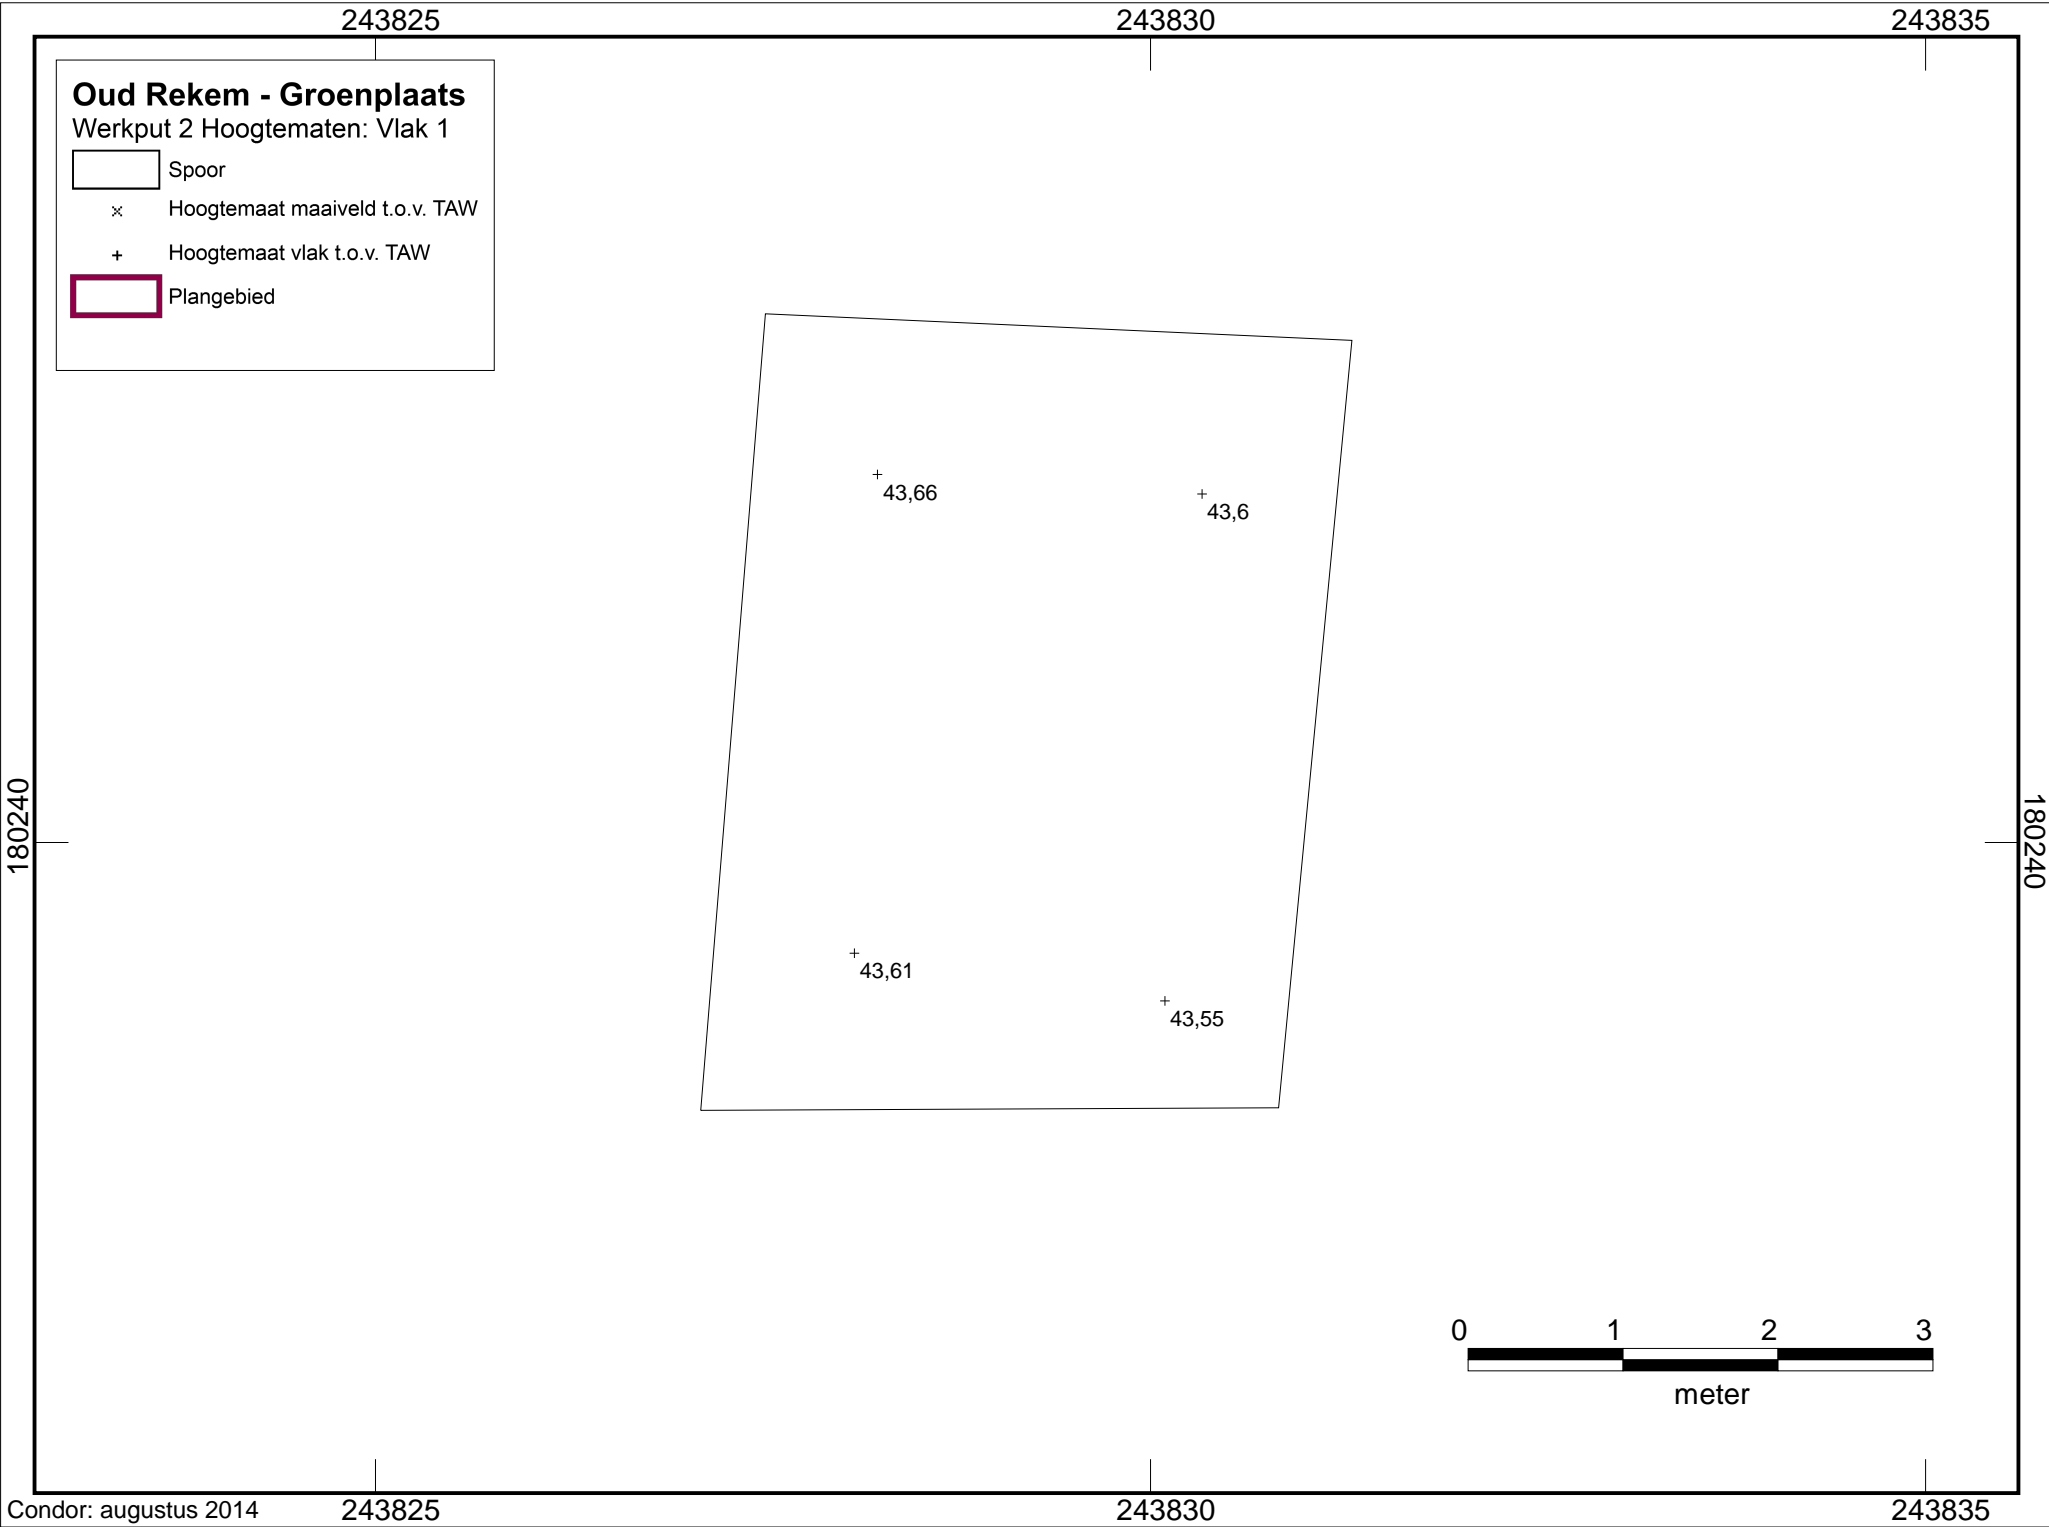 243825 243830 243835
Oud Rekem - Groenplaats
Werkput 2 Hoogtematen: Vlak 1
Spoor
Hoogtemaat maaiveld t.o.v. TAW
Hoogtemaat vlak t.o.v. TAW
Plangebied
43,66
43,6
180240
180240
43,61
43,55
0 1 2 3
meter
Condor: augustus 2014
243825 243830 243835